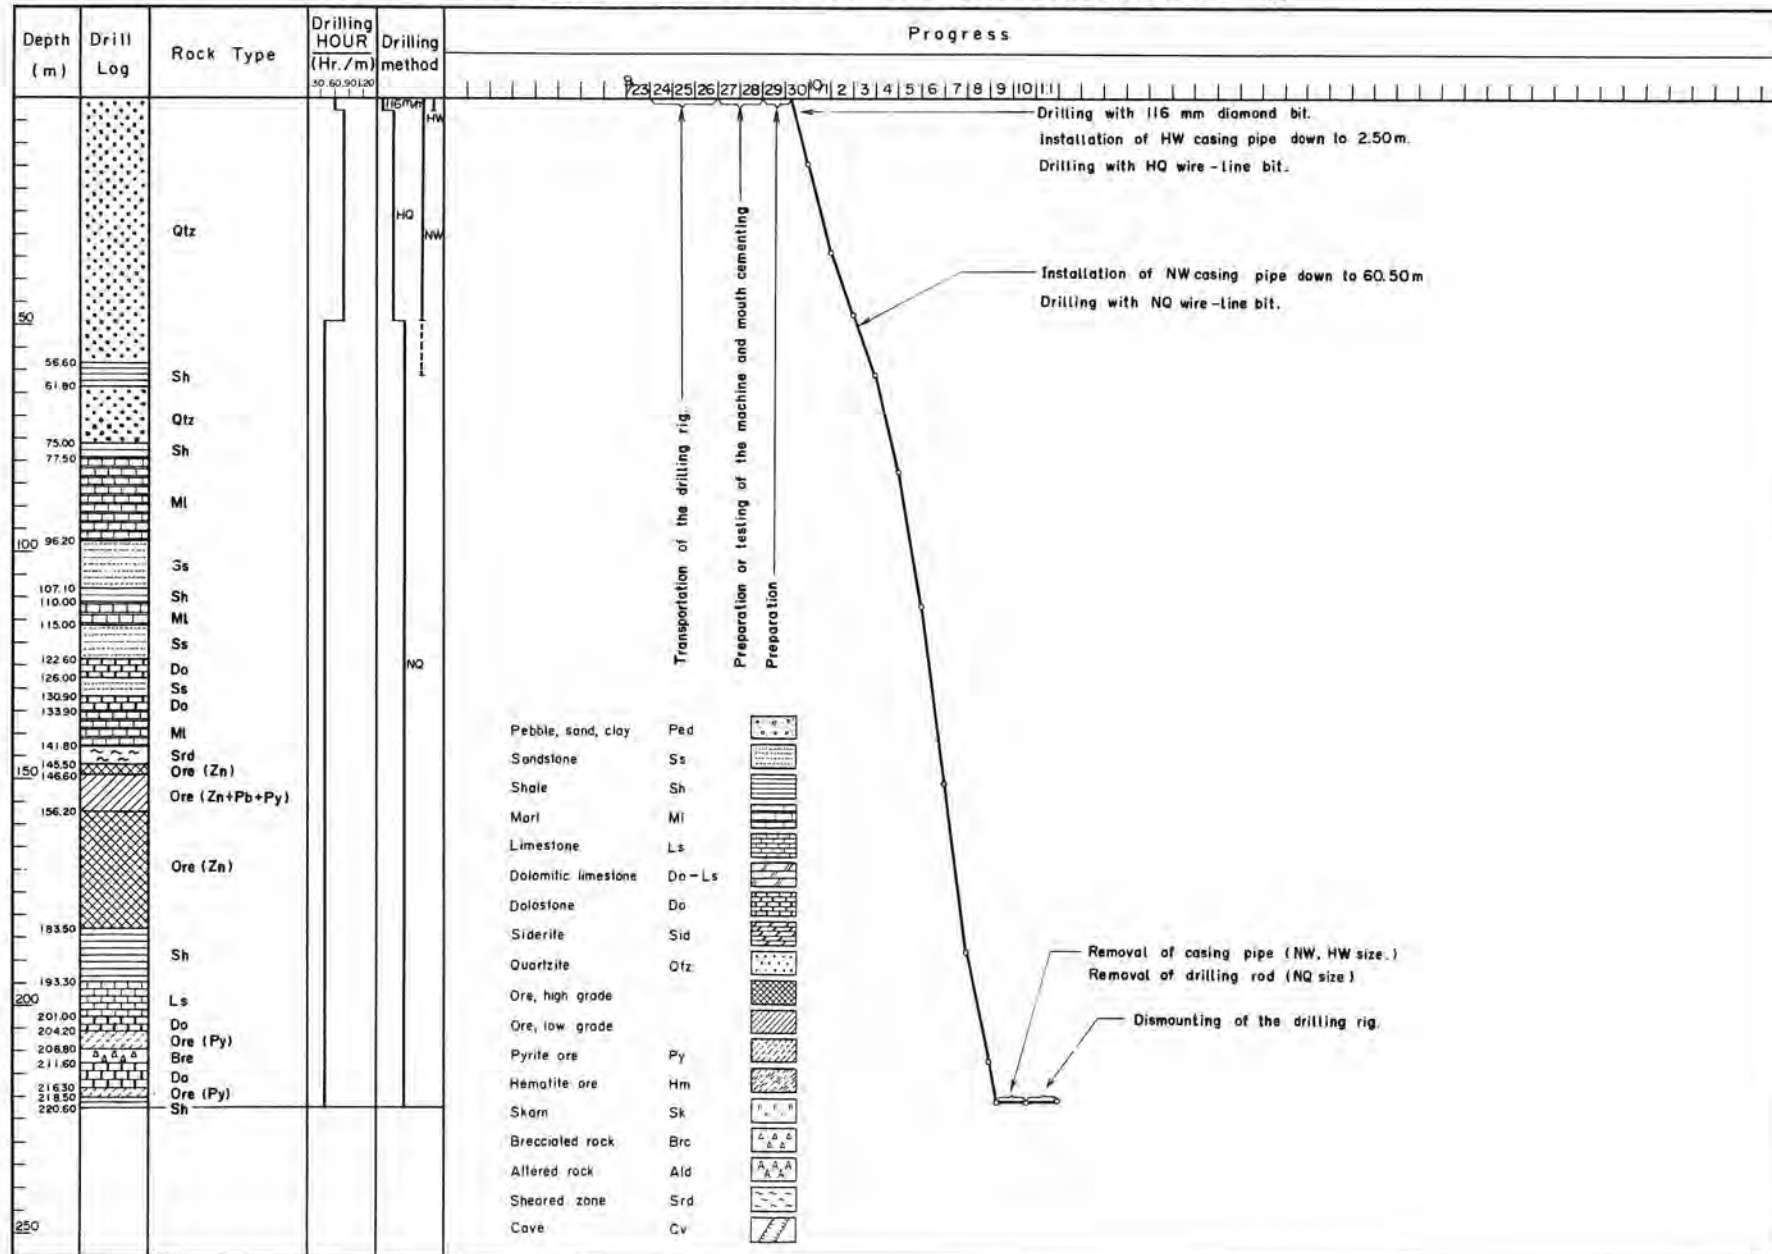 Depth
(m)
Drill
Log
Rock Type
Drilling
HOUR
(Hr./m)
30 60 90 120
Drilling
method
Progress
9/ 23 24 25 26 27 28 29 30 10/ 1 2 3 4 5 6 7 8 9 10 11
116mm
HW
HQ
NW
NQ
Drilling with 116 mm diamond bit.
Installation of HW casing pipe down to 2.50m.
Drilling with HQ wire-line bit.
Installation of NW casing pipe down to 60.50m
Drilling with NQ wire-line bit.
Transportation of the drilling rig.
Preparation or testing of the machine and mouth cementing
Preparation
Qtz
50
56.60
Sh
61.80
Qtz
75.00
Sh
77.50
Ml
100 96.20
Ss
107.10
Sh
110.00
Ml
115.00
Ss
122.60
Do
126.00
Ss
130.90
Do
133.90
Ml
141.80
Srd
145.50
Ore (Zn)
150 146.60
Ore (Zn+Pb+Py)
156.20
Ore (Zn)
183.50
Sh
193.30
Ls
200
201.00
Do
204.20
Ore (Py)
208.80
Bre
211.60
Do
216.30
Ore (Py)
218.50
Sh
220.60
250
Pebble, sand, clay Ped
Sandstone Ss
Shale Sh
Marl Ml
Limestone Ls
Dolomitic limestone Do-Ls
Dolostone Do
Siderite Sid
Quartzite Qtz
Ore, high grade
Ore, low grade
Pyrite ore Py
Hematite ore Hm
Skarn Sk
Brecciated rock Brc
Altered rock Ald
Sheared zone Srd
Cave Cv
Removal of casing pipe (NW, HW size.)
Removal of drilling rod (NQ size)
Dismounting of the drilling rig.